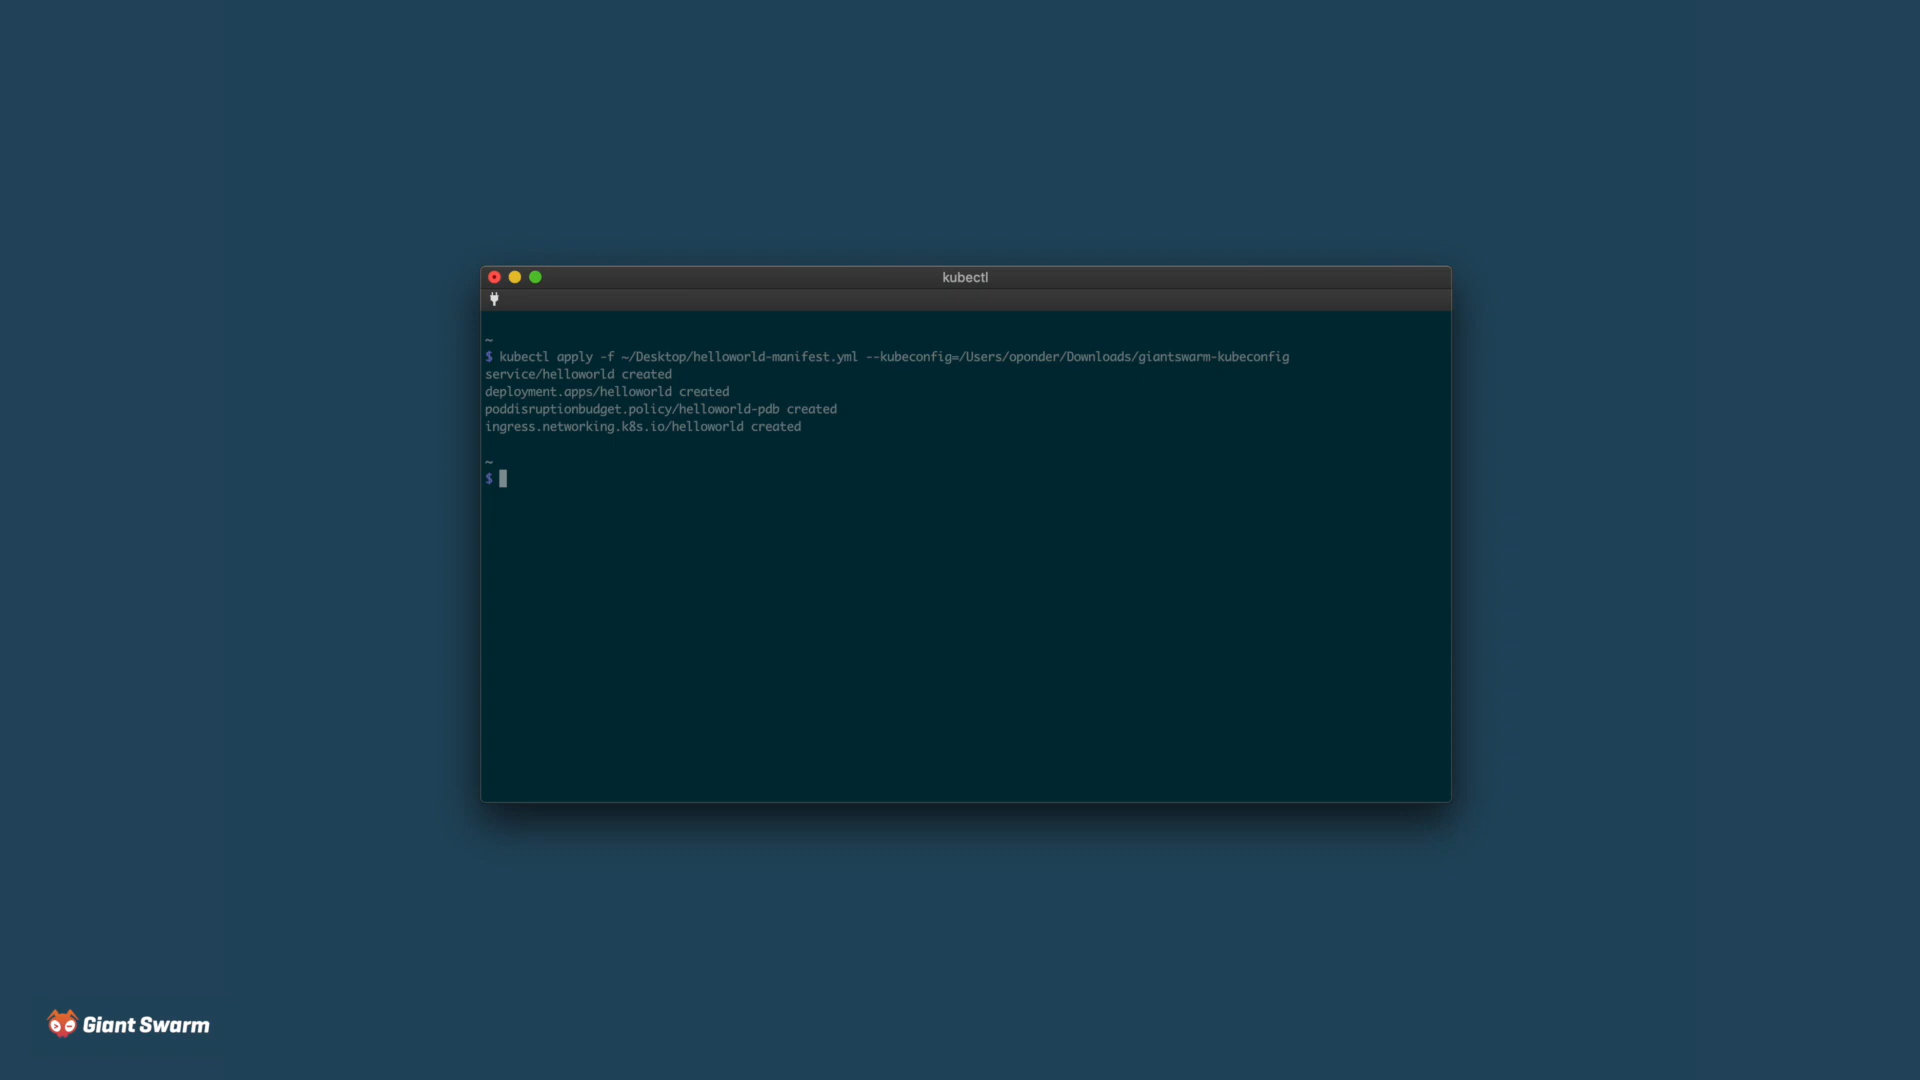 kubectl
~
$ kubectl apply -f ~/Desktop/helloworld-manifest.yml --kubeconfig=/Users/oponder/Downloads/giantswarm-kubeconfig
service/helloworld created
deployment.apps/helloworld created
poddisruptionbudget.policy/helloworld-pdb created
ingress.networking.k8s.io/helloworld created
~
$
Giant Swarm